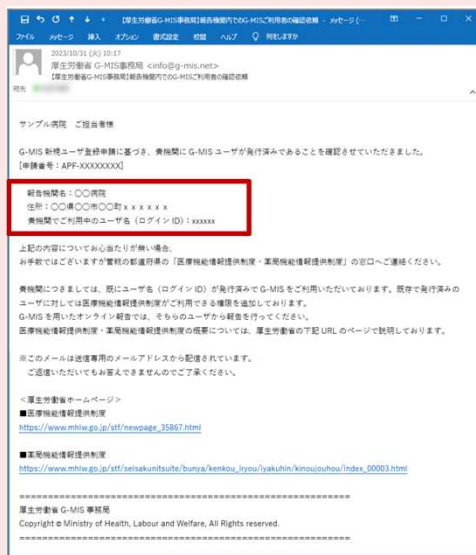 【厚生労働省G-MIS事務局】報告機関内でのG-MISご利用者の確認依頼 - メッセージ (…
ファイル メッセージ 挿入 オプション 書式設定 校閲 ヘルプ 何をしますか
2023/10/31 (火) 10:17
厚生労働省 G-MIS事務局 <info@g-mis.net>
【厚生労働省G-MIS事務局】報告機関内でのG-MISご利用者の確認依頼
宛先
サンプル病院 ご担当者様
G-MIS 新規ユーザ登録申請に基づき、貴機関に G-MIS ユーザが発行済みであることを確認させていただきました。
[申請番号：APF-XXXXXXXX]
報告機関名：〇〇病院
住所：〇〇県〇〇市〇〇町ｘｘｘｘｘｘ
貴機関でご利用中のユーザ名（ログイン ID）：xxxxxx
上記の内容についてお心当たりが無い場合、
お手数ではございますが管轄の都道府県の「医療機能情報提供制度・薬局機能情報提供制度」の窓口へご連絡ください。
貴機関につきましては、既にユーザ名（ログイン ID）が発行済みで G-MIS をご利用いただいております。既存で発行済みの
ユーザに対しては医療機能情報提供制度がご利用できる権限を追加しております。
G-MIS を用いたオンライン報告では、そちらのユーザから報告を行ってください。
医療機能情報提供制度・薬局機能情報提供制度の概要については、厚生労働省の下記 URL のページで説明しております。
※このメールは送信専用のメールアドレスから配信されています。
ご返信いただいてもお答えできませんのでご了承ください。
＜厚生労働省ホームページ＞
■医療機能情報提供制度
https://www.mhlw.go.jp/stf/newpage_35867.html
■薬局機能情報提供制度
https://www.mhlw.go.jp/stf/seisakunitsuite/bunya/kenkou_iryou/iyakuhin/kinoujouhou/index_00003.html
============================================================
厚生労働省 G-MIS 事務局
Copyright © Ministry of Health, Labour and Welfare, All Rights reserved.
============================================================